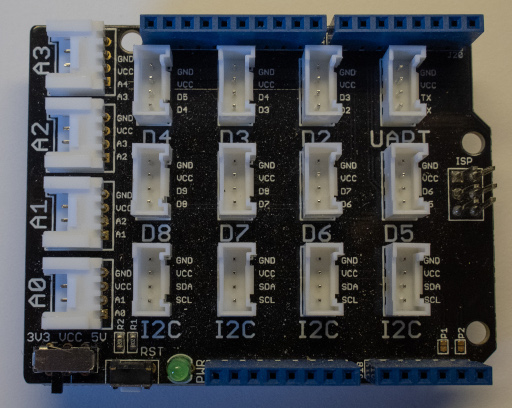 A3
GND
VCC
A4
A3
A2
GND
VCC
A3
A2
A1
GND
VCC
A2
A1
A0
GND
VCC
A1
A0
GND
VCC
D5
D4
D4
GND
VCC
D4
D3
D3
GND
VCC
D3
D2
D2
GND
VCC
TX
UART
GND
VCC
D9
D8
D8
GND
VCC
D8
D7
D7
GND
VCC
D7
D6
D6
GND
VCC
D6
D5
ISP
GND
VCC
SDA
SCL
I2C
GND
VCC
SDA
SCL
I2C
GND
VCC
SDA
SCL
I2C
GND
VCC
SDA
SCL
I2C
3V3 VCC 5V
R2
R1
RST
PWR
P1
P2